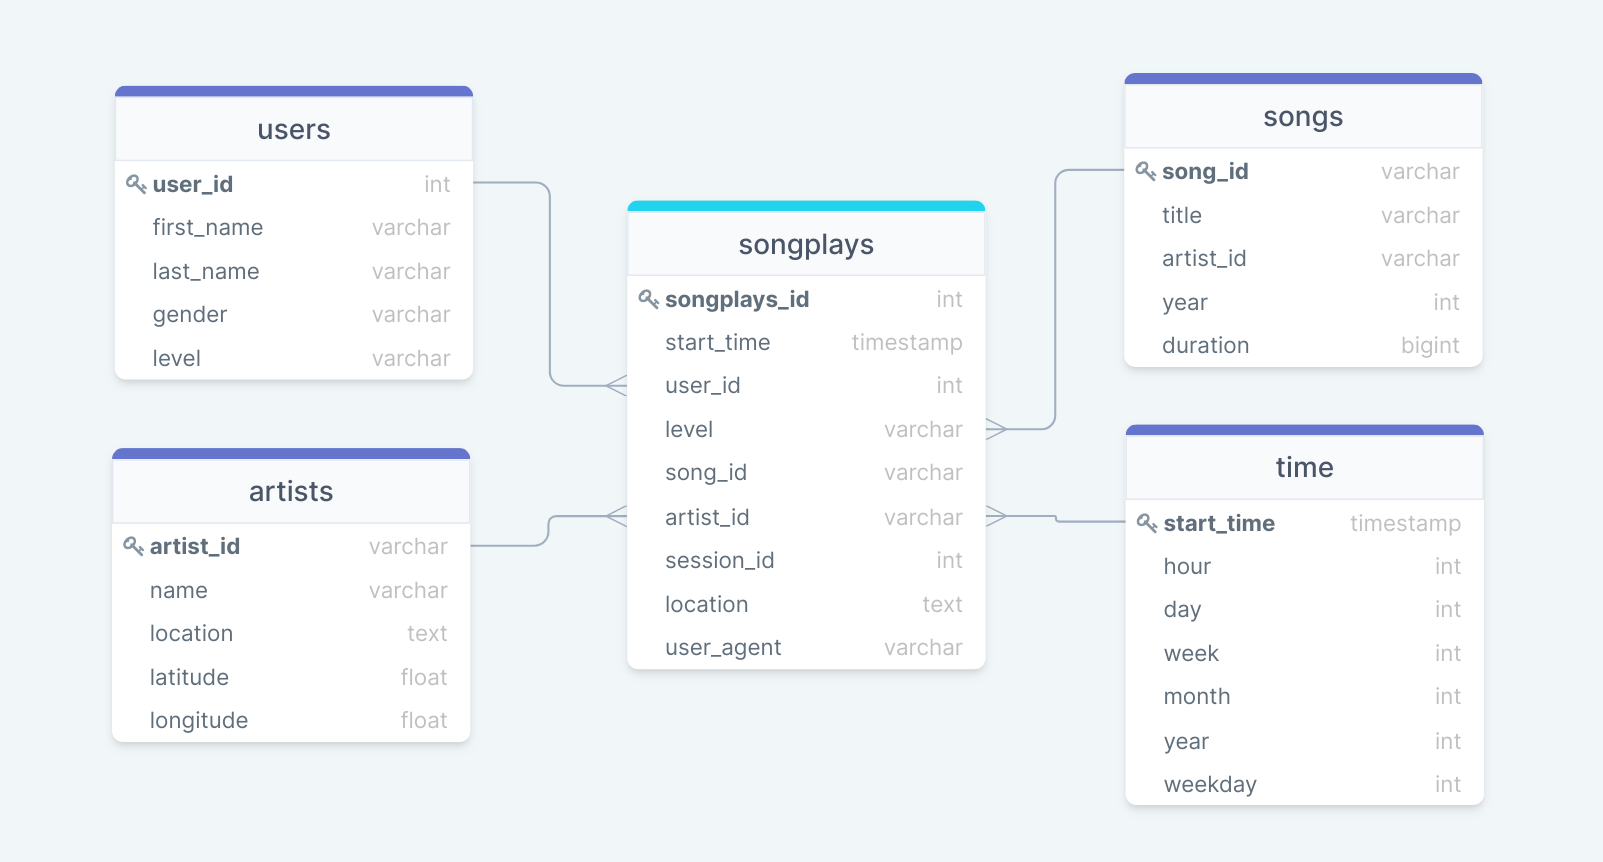 users
user_id int
first_name varchar
last_name varchar
gender varchar
level varchar
artists
artist_id varchar
name varchar
location text
latitude float
longitude float
songplays
songplays_id int
start_time timestamp
user_id int
level varchar
song_id varchar
artist_id varchar
session_id int
location text
user_agent varchar
songs
song_id varchar
title varchar
artist_id varchar
year int
duration bigint
time
start_time timestamp
hour int
day int
week int
month int
year int
weekday int